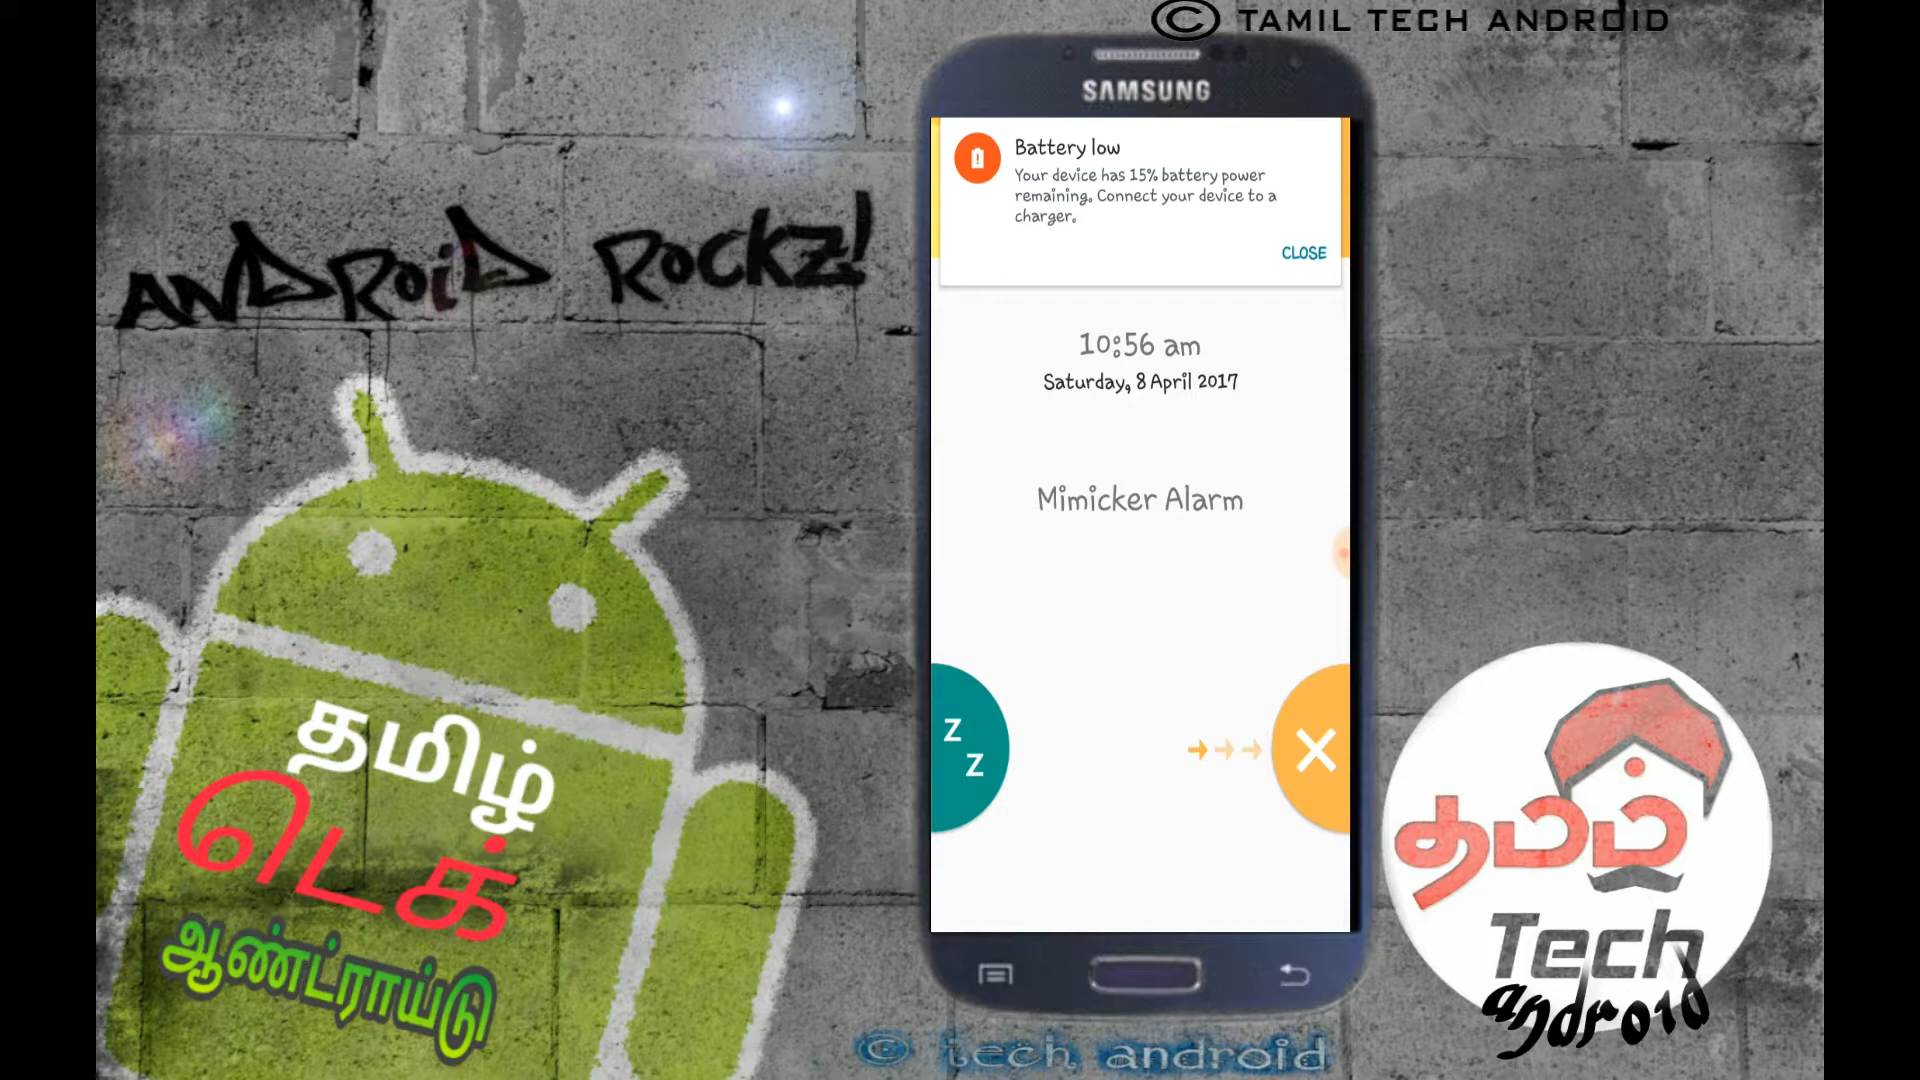 © TAMIL TECH ANDROID
SAMSUNG
Battery low
Your device has 15% battery power
remaining. Connect your device to a
charger.
CLOSE
10:56 am
Saturday, 8 April 2017
Mimicker Alarm
Z
Z
ANDROID ROCKZ!
தமிழ்
டெக்
ஆண்ட்ராய்டு
தமிழ்
Tech
android
© tech android